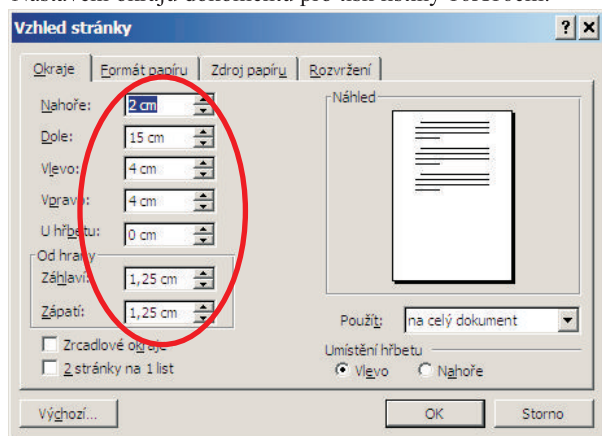 Vzhled stránky
Okraje Formát papíru Zdroj papíru Rozvržení
Nahoře: 2 cm
Dole: 15 cm
Vlevo: 4 cm
Vpravo: 4 cm
U hřbetu: 0 cm
Od hrany
Záhlaví: 1,25 cm
Zápatí: 1,25 cm
Zrcadlové okraje
2 stránky na 1 list
Náhled
Použít: na celý dokument
Umístění hřbetu
Vlevo Nahoře
Výchozí... OK Storno